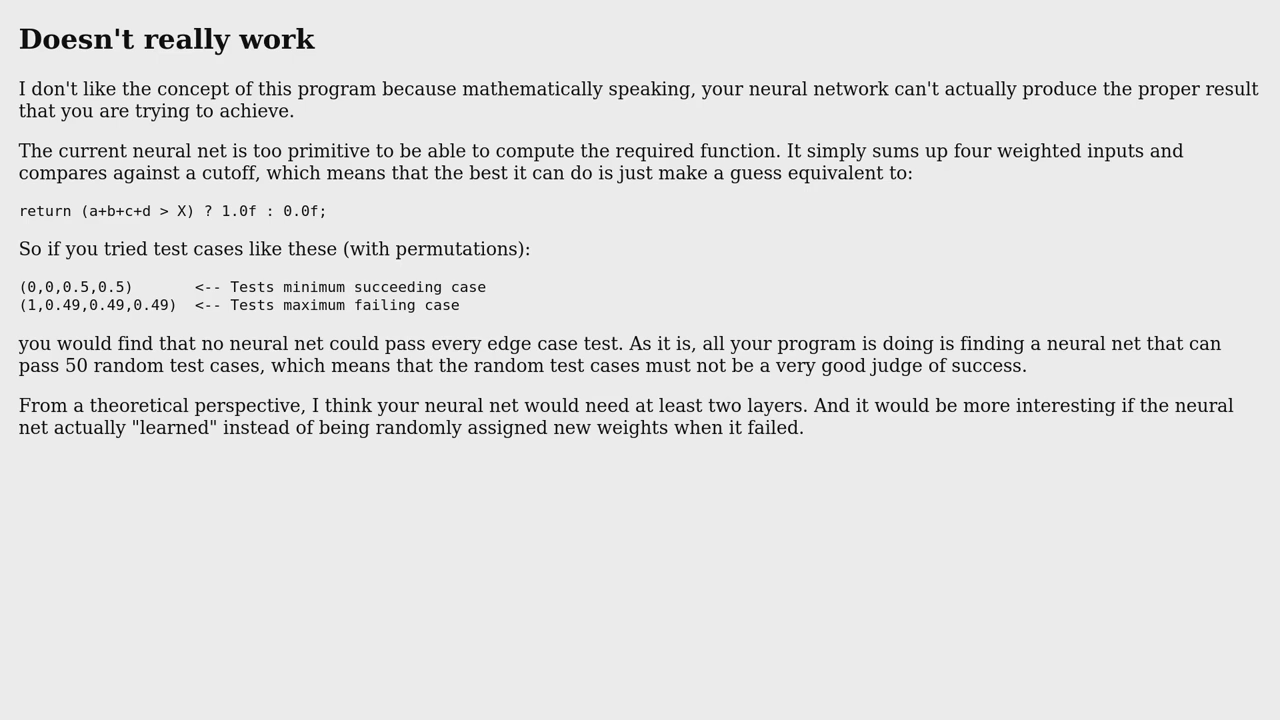 Doesn't really work
I don't like the concept of this program because mathematically speaking, your neural network can't actually produce the proper result
that you are trying to achieve.
The current neural net is too primitive to be able to compute the required function. It simply sums up four weighted inputs and
compares against a cutoff, which means that the best it can do is just make a guess equivalent to:
return (a+b+c+d > X) ? 1.0f : 0.0f;
So if you tried test cases like these (with permutations):
(0,0,0.5,0.5)       <-- Tests minimum succeeding case
(1,0.49,0.49,0.49)  <-- Tests maximum failing case
you would find that no neural net could pass every edge case test. As it is, all your program is doing is finding a neural net that can
pass 50 random test cases, which means that the random test cases must not be a very good judge of success.
From a theoretical perspective, I think your neural net would need at least two layers. And it would be more interesting if the neural
net actually "learned" instead of being randomly assigned new weights when it failed.